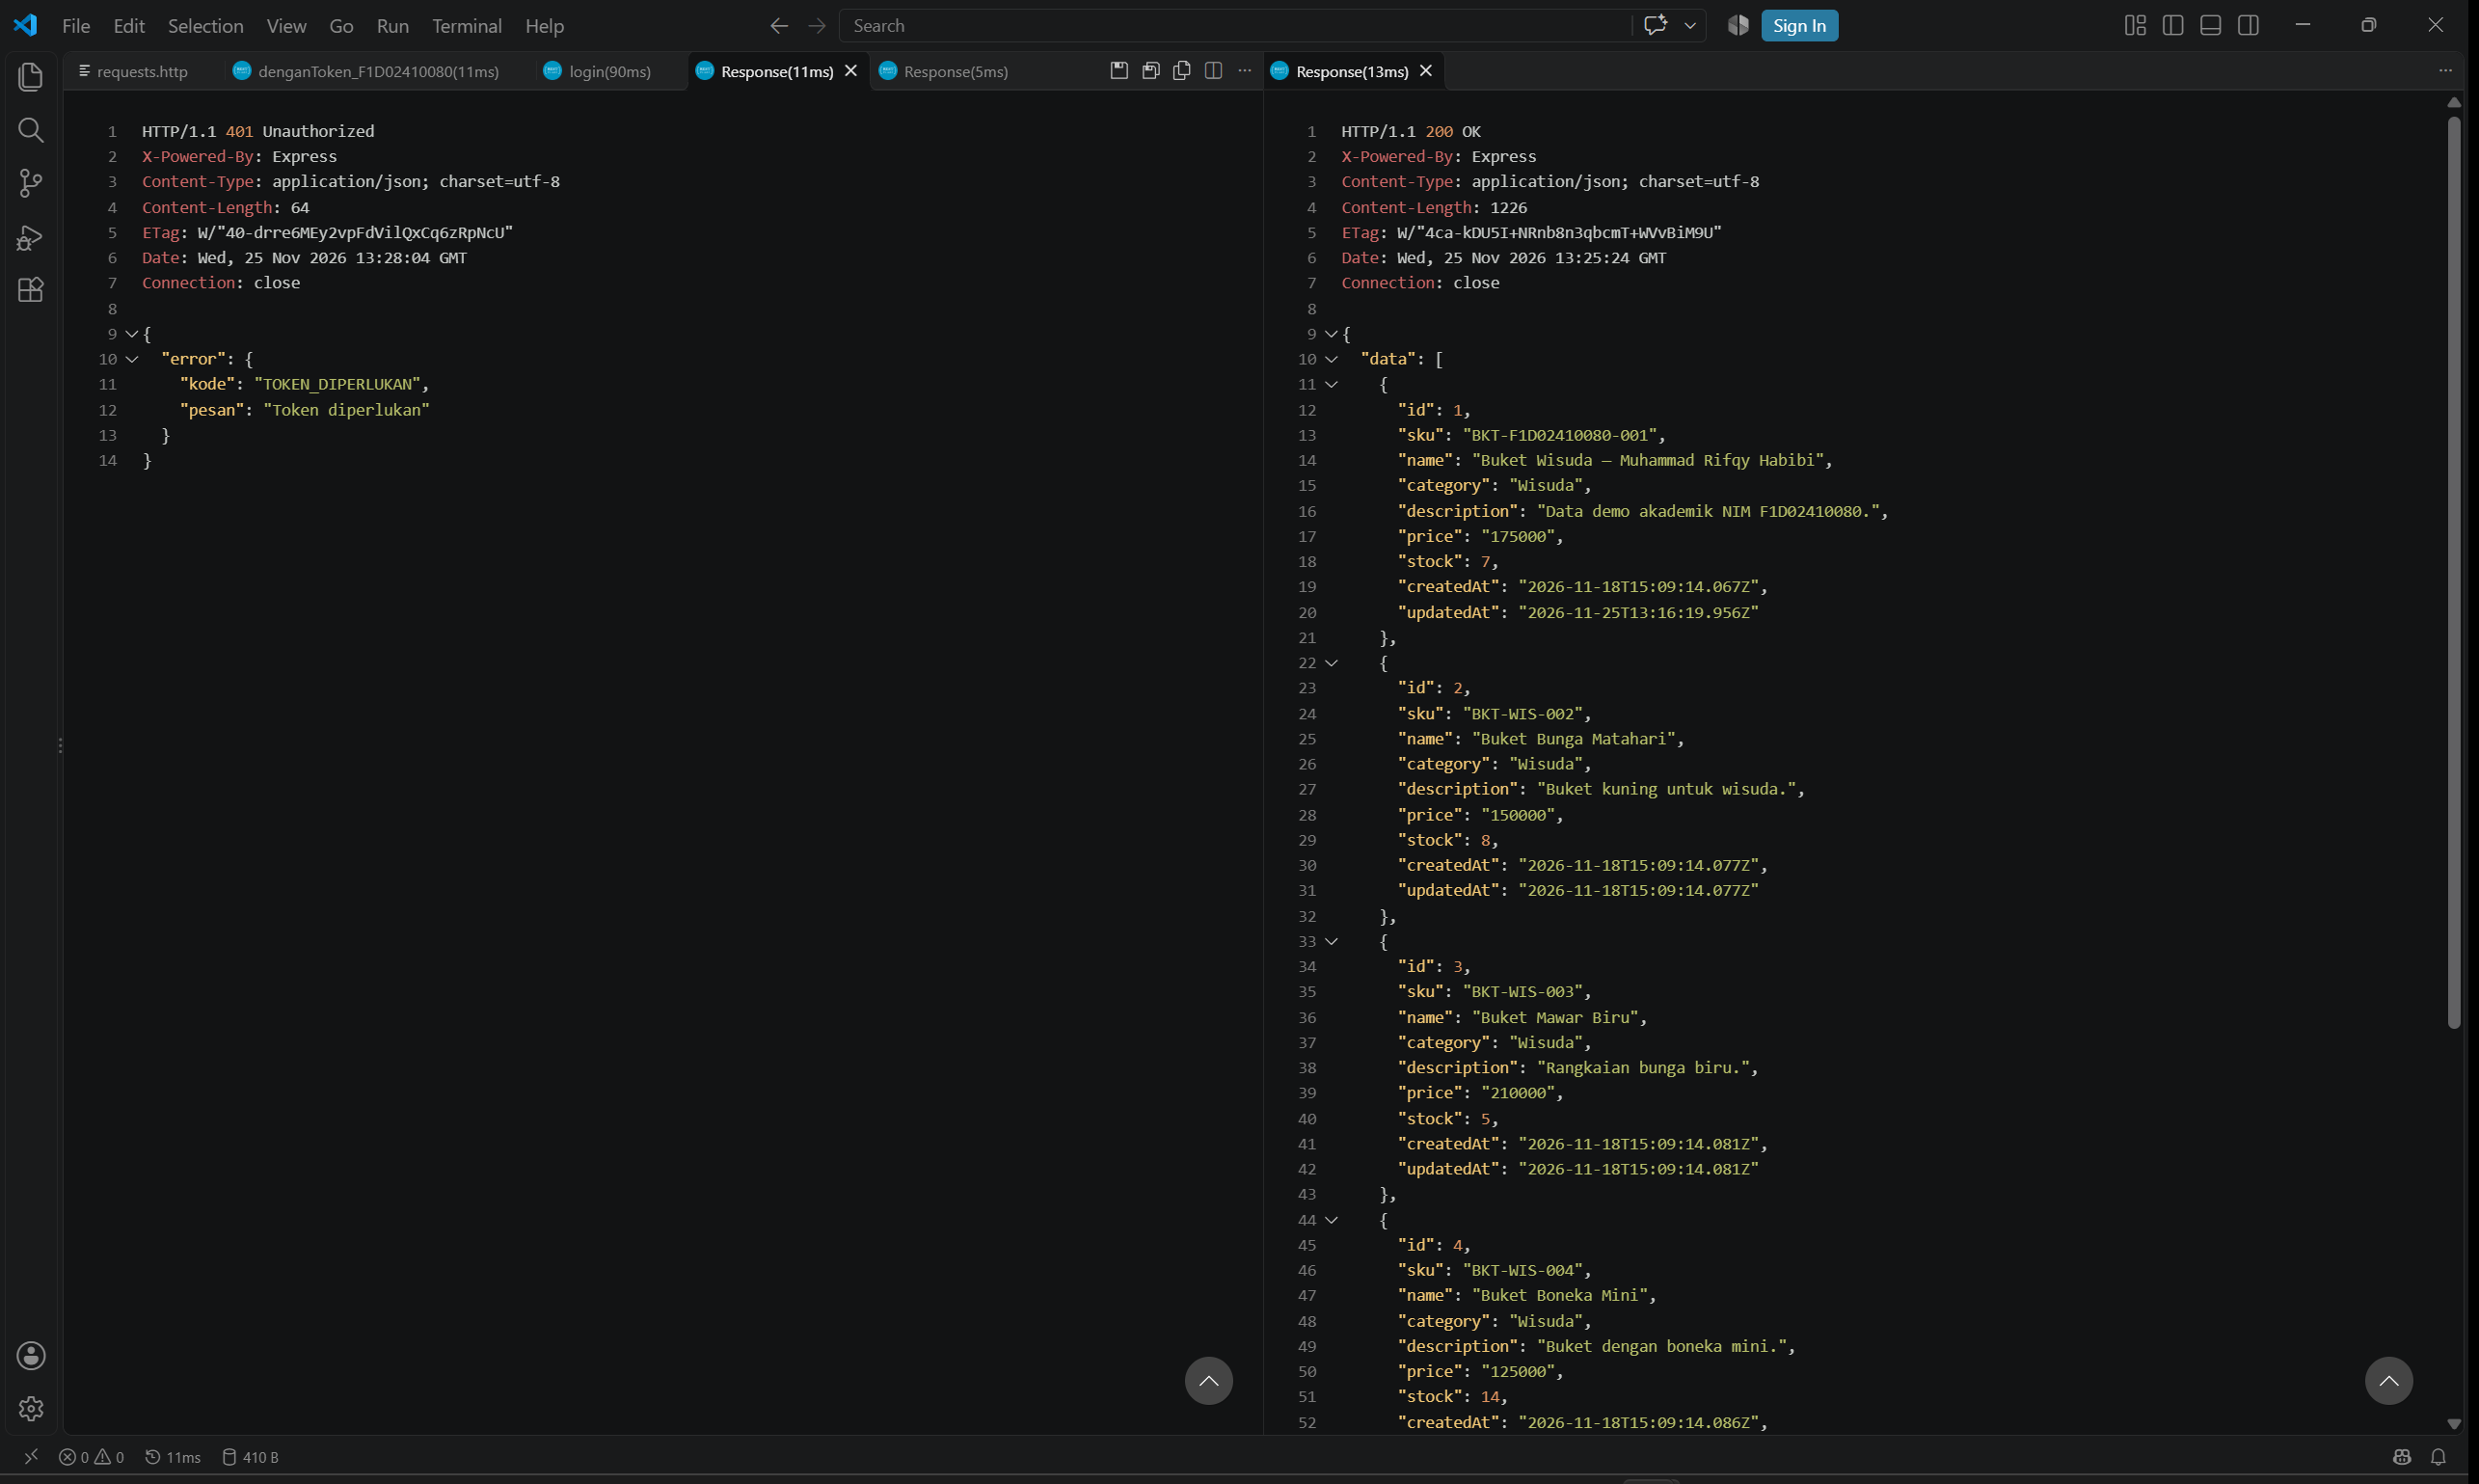 File Edit Selection View Go Run Terminal Help
Search
Sign In
requests.http
denganToken_F1D02410080(11ms)
login(90ms)
Response(11ms)
Response(5ms)
1 HTTP/1.1 401 Unauthorized
2 X-Powered-By: Express
3 Content-Type: application/json; charset=utf-8
4 Content-Length: 64
5 ETag: W/"40-drre6MEy2vpFdVilQxCq6zRpNcU"
6 Date: Wed, 25 Nov 2026 13:28:04 GMT
7 Connection: close
8
9 {
10 "error": {
11 "kode": "TOKEN_DIPERLUKAN",
12 "pesan": "Token diperlukan"
13 }
14 }
Response(13ms)
1 HTTP/1.1 200 OK
2 X-Powered-By: Express
3 Content-Type: application/json; charset=utf-8
4 Content-Length: 1226
5 ETag: W/"4ca-kDU5I+NRnb8n3qbcmT+WVvBiM9U"
6 Date: Wed, 25 Nov 2026 13:25:24 GMT
7 Connection: close
8
9 {
10 "data": [
11 {
12 "id": 1,
13 "sku": "BKT-F1D02410080-001",
14 "name": "Buket Wisuda — Muhammad Rifqy Habibi",
15 "category": "Wisuda",
16 "description": "Data demo akademik NIM F1D02410080.",
17 "price": "175000",
18 "stock": 7,
19 "createdAt": "2026-11-18T15:09:14.067Z",
20 "updatedAt": "2026-11-25T13:16:19.956Z"
21 },
22 {
23 "id": 2,
24 "sku": "BKT-WIS-002",
25 "name": "Buket Bunga Matahari",
26 "category": "Wisuda",
27 "description": "Buket kuning untuk wisuda.",
28 "price": "150000",
29 "stock": 8,
30 "createdAt": "2026-11-18T15:09:14.077Z",
31 "updatedAt": "2026-11-18T15:09:14.077Z"
32 },
33 {
34 "id": 3,
35 "sku": "BKT-WIS-003",
36 "name": "Buket Mawar Biru",
37 "category": "Wisuda",
38 "description": "Rangkaian bunga biru.",
39 "price": "210000",
40 "stock": 5,
41 "createdAt": "2026-11-18T15:09:14.081Z",
42 "updatedAt": "2026-11-18T15:09:14.081Z"
43 },
44 {
45 "id": 4,
46 "sku": "BKT-WIS-004",
47 "name": "Buket Boneka Mini",
48 "category": "Wisuda",
49 "description": "Buket dengan boneka mini.",
50 "price": "125000",
51 "stock": 14,
52 "createdAt": "2026-11-18T15:09:14.086Z",
0 0 11ms 410 B